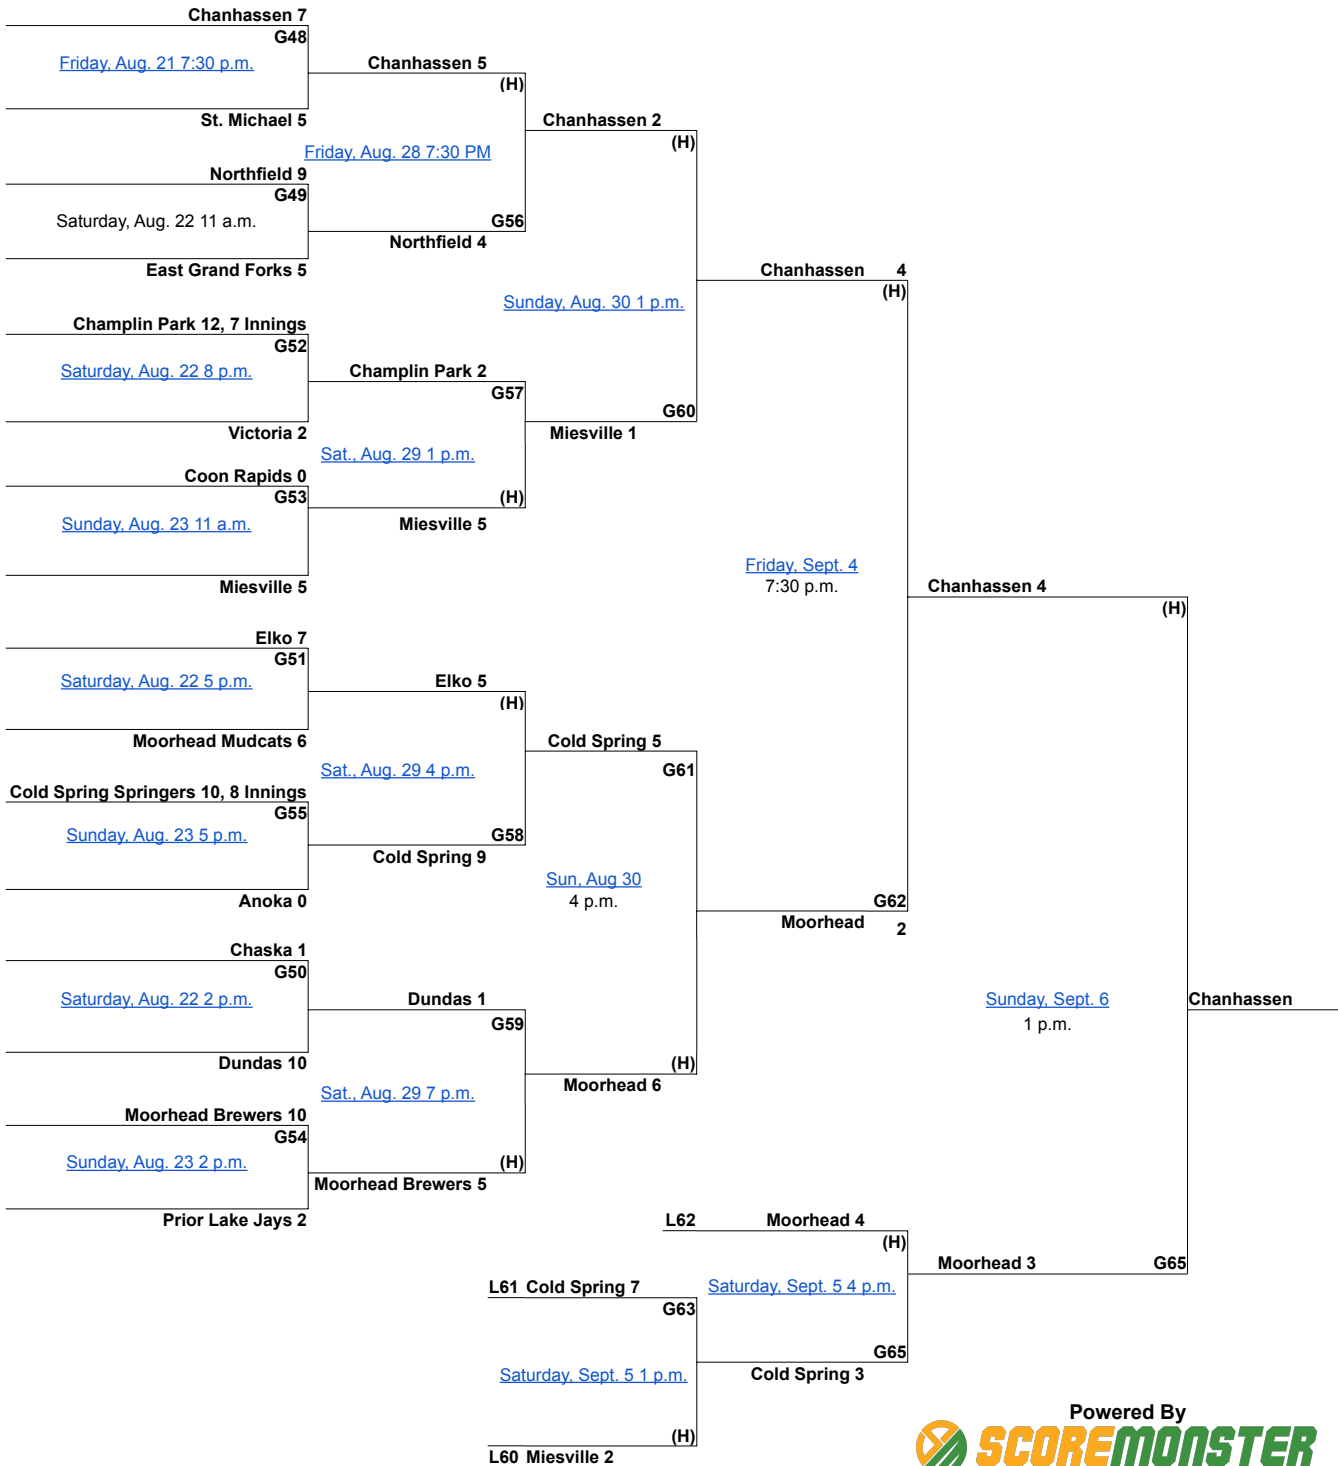 Chanhassen 7
G48
Friday, Aug. 21 7:30 p.m.
St. Michael 5
Northfield 9
G49
Saturday, Aug. 22 11 a.m.
East Grand Forks 5
Champlin Park 12, 7 Innings
G52
Saturday, Aug. 22 8 p.m.
Victoria 2
Coon Rapids 0
G53
Sunday, Aug. 23 11 a.m.
Miesville 5
Elko 7
G51
Saturday, Aug. 22 5 p.m.
Moorhead Mudcats 6
Cold Spring Springers 10, 8 Innings
G55
Sunday, Aug. 23 5 p.m.
Anoka 0
Chaska 1
G50
Saturday, Aug. 22 2 p.m.
Dundas 10
Moorhead Brewers 10
G54
Sunday, Aug. 23 2 p.m.
Prior Lake Jays 2
Chanhassen 5
(H)
Friday, Aug. 28 7:30 PM
G56
Northfield 4
Champlin Park 2
G57
Sat., Aug. 29 1 p.m.
(H)
Miesville 5
Elko 5
(H)
Sat., Aug. 29 4 p.m.
G58
Cold Spring 9
Dundas 1
G59
Sat., Aug. 29 7 p.m.
(H)
Moorhead Brewers 5
Chanhassen 2
(H)
Sunday, Aug. 30 1 p.m.
G60
Miesville 1
Cold Spring 5
G61
Sun, Aug 30
4 p.m.
(H)
Moorhead 6
Chanhassen 4
(H)
Friday, Sept. 4
7:30 p.m.
G62
Moorhead 2
L61 Cold Spring 7
G63
Saturday, Sept. 5 1 p.m.
(H)
L60 Miesville 2
L62 Moorhead 4
(H)
Saturday, Sept. 5 4 p.m.
G65
Cold Spring 3
Chanhassen 4
(H)
Sunday, Sept. 6
1 p.m.
Moorhead 3
G65
Chanhassen
Powered By
SCOREMONSTER